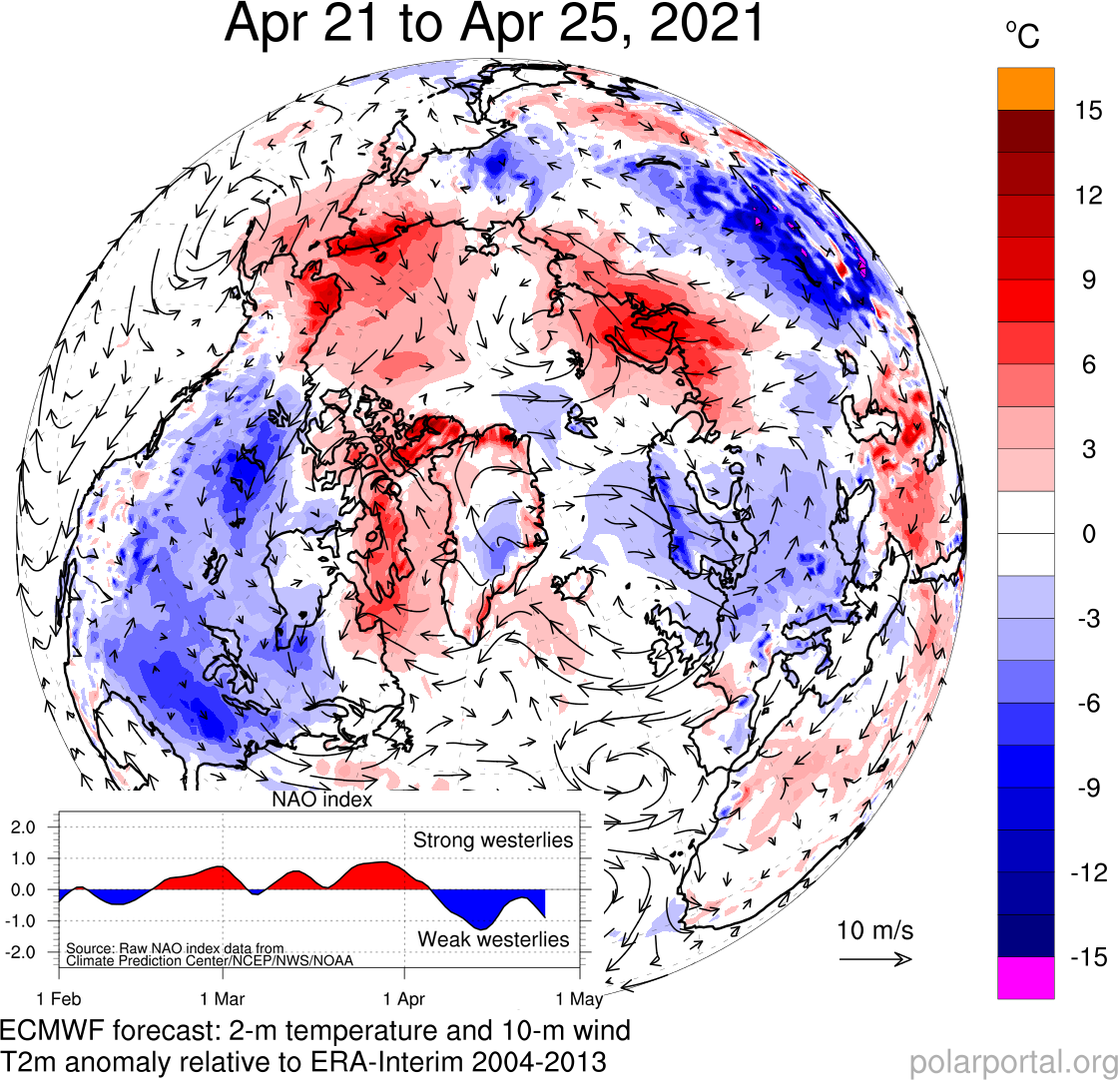 Apr 21 to Apr 25, 2021
oC
15
12
9
6
3
0
-3
-6
-9
-12
-15
NAO index
2.0
1.0
0.0
-1.0
-2.0
Strong westerlies
Weak westerlies
Source: Raw NAO index data from
Climate Prediction Center/NCEP/NWS/NOAA
1 Feb
1 Mar
1 Apr
1 May
10 m/s
ECMWF forecast: 2-m temperature and 10-m wind
T2m anomaly relative to ERA-Interim 2004-2013
polarportal.org